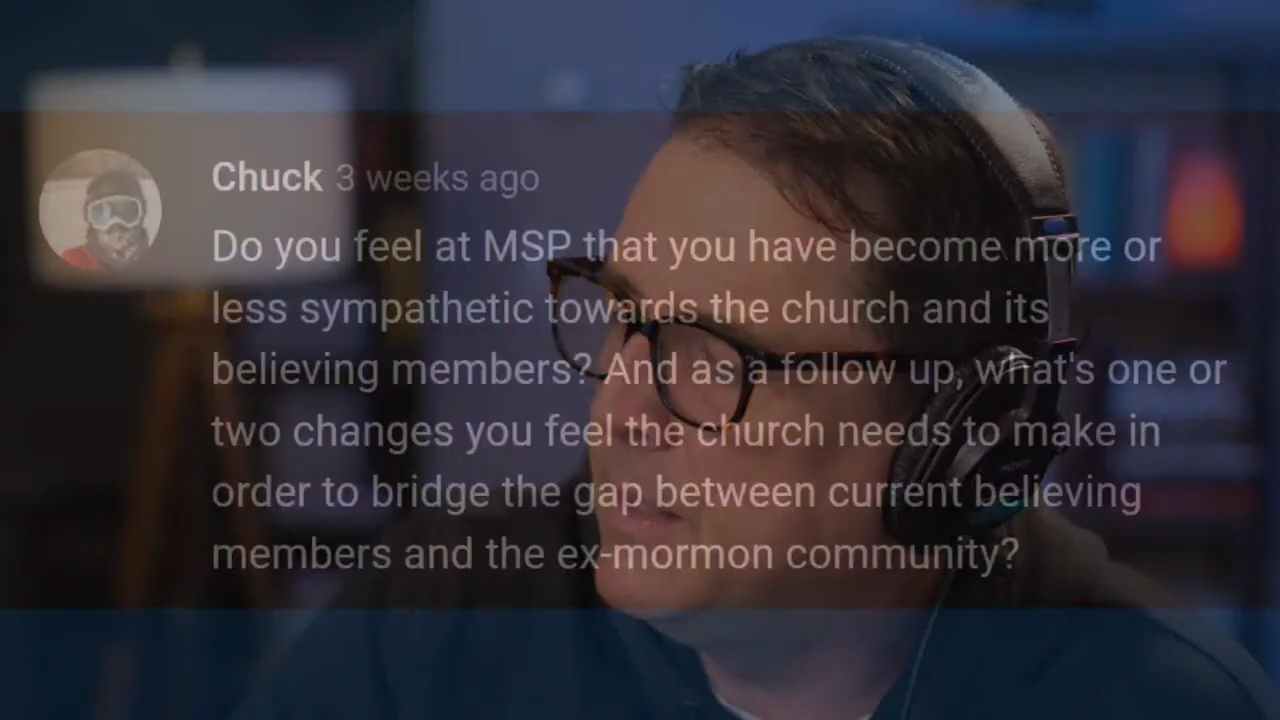 Chuck 3 weeks ago
Do you feel at MSP that you have become more or
less sympathetic towards the church and its
believing members? And as a follow up, what's one or
two changes you feel the church needs to make in
order to bridge the gap between current believing
members and the ex-mormon community?